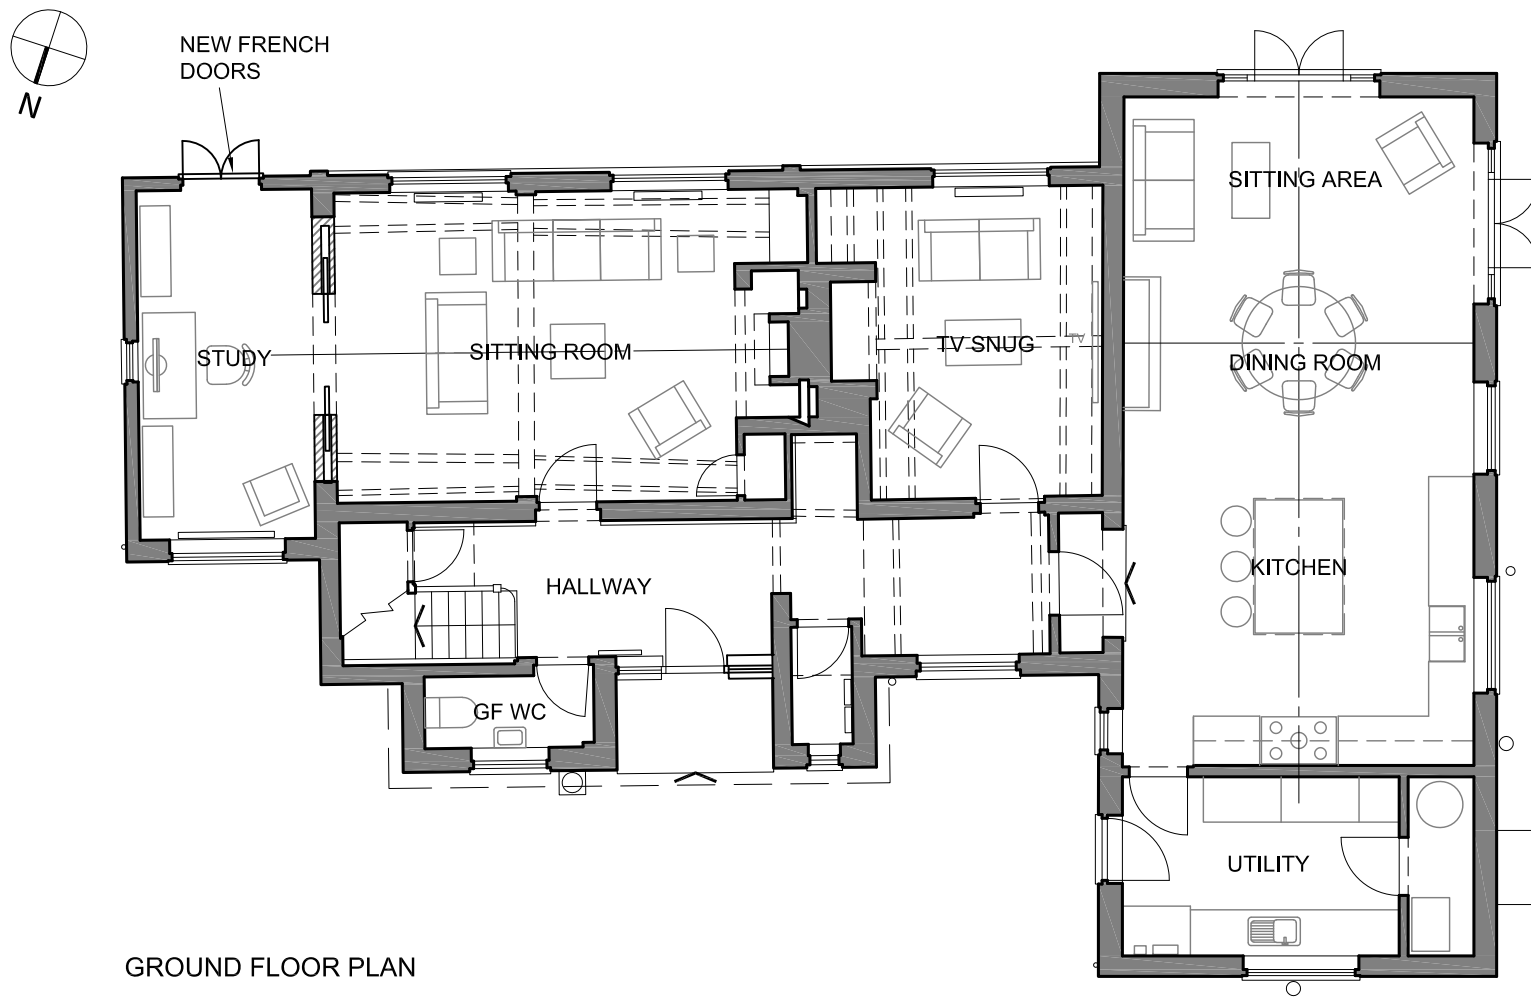 NEW FRENCH
DOORS
N
SITTING AREA
STUDY
SITTING ROOM
TV SNUG
TV
DINING ROOM
HALLWAY
KITCHEN
GF WC
UTILITY
GROUND FLOOR PLAN